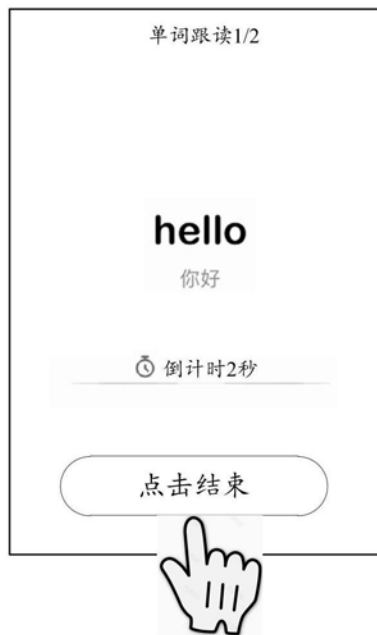 单词跟读1/2
hello
你好
倒计时2秒
点击结束